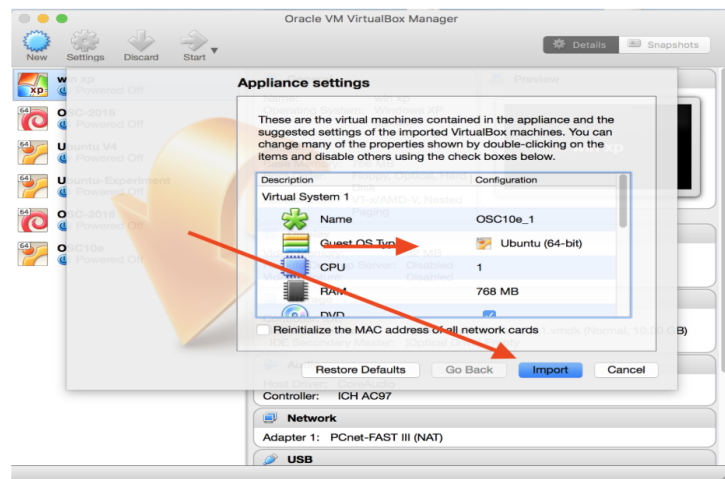 Oracle VM VirtualBox Manager
New Settings Discard Start
Details Snapshots
win xp
Powered Off
OSC-2016
Powered Off
Ubuntu V4
Powered Off
Ubuntu-Experiment
Powered Off
OSC-2016
Powered Off
OSC10e
Powered Off
Preview
Appliance settings
These are the virtual machines contained in the appliance and the
suggested settings of the imported VirtualBox machines. You can
change many of the properties shown by double-clicking on the
items and disable others using the check boxes below.
Description Configuration
Virtual System 1
Name OSC10e_1
Guest OS Type Ubuntu (64-bit)
CPU 1
RAM 768 MB
DVD
Reinitialize the MAC address of all network cards
Restore Defaults Go Back Import Cancel
Controller: ICH AC97
Network
Adapter 1: PCnet-FAST III (NAT)
USB